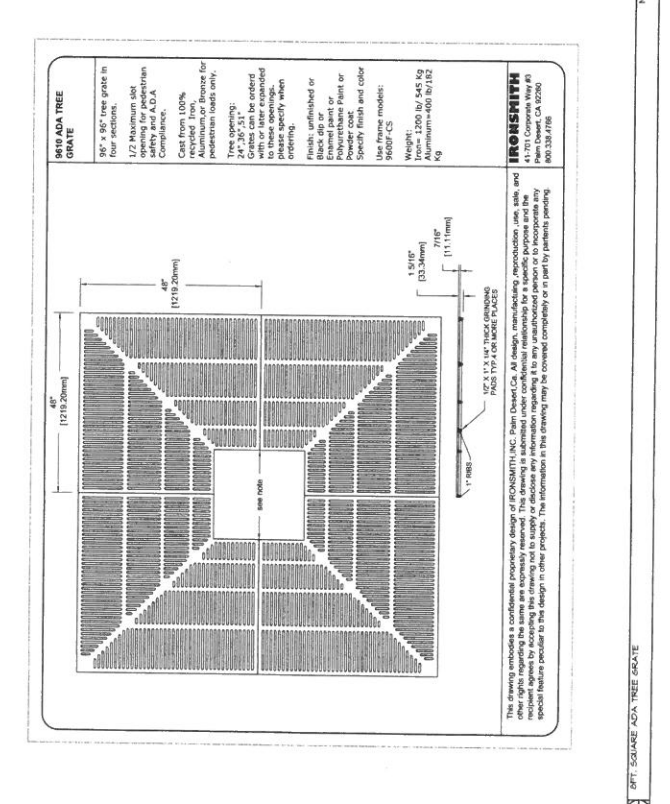 9610 ADA TREE
GRATE
96" x 96" tree grate in
four sections.
1/2 Maximum slot
opening for pedestrian
safety and A.D.A
Compliance.
Cast from 100%
recycled Iron,
Aluminum,or Bronze for
pedestrian loads only.
Tree opening:
24",36",51"
Grates can be orderd
with or later expanded
to these openings.
please specify when
ordering.
Finish: unfinished or
Black dip or
Enamel paint or
Polyurethane Paint or
Powder coat
Specify finish and color
Use frame models:
9600F-CS
Weight:
Iron= 1200 lb/ 545 Kg
Aluminum=400 lb/182
Kg
IRONSMITH
41-701 Corporate Way #3
Palm Desert, CA 92260
800.338.4766
48"
[1219.20mm]
48"
[1219.20mm]
see note
1 5/16"
[33.34mm]
7/16"
[11.11mm]
1/2" X 1" X 1/4" THICK GRINDING
PADS TYP.4 OR MORE PLACES
1" RIBS
This drawing embodies a confidential proprietary design of IRONSMITH,INC. Palm Desert,Ca. All design, manufactuing ,reproduction ,use, sale, and
other rights regarding the same are expressly reserved. This drawing is submitted under confidential relationship for a specific purpose and the
recipient agrees by accepting this drawing not to supply or disclose any information regarding it to any unauthorized person or to incorporate any
special feature peculiar to this design in other projects. The information in this drawing may be covered completely or in part by partents pending.
8FT. SQUARE ADA TREE GRATE